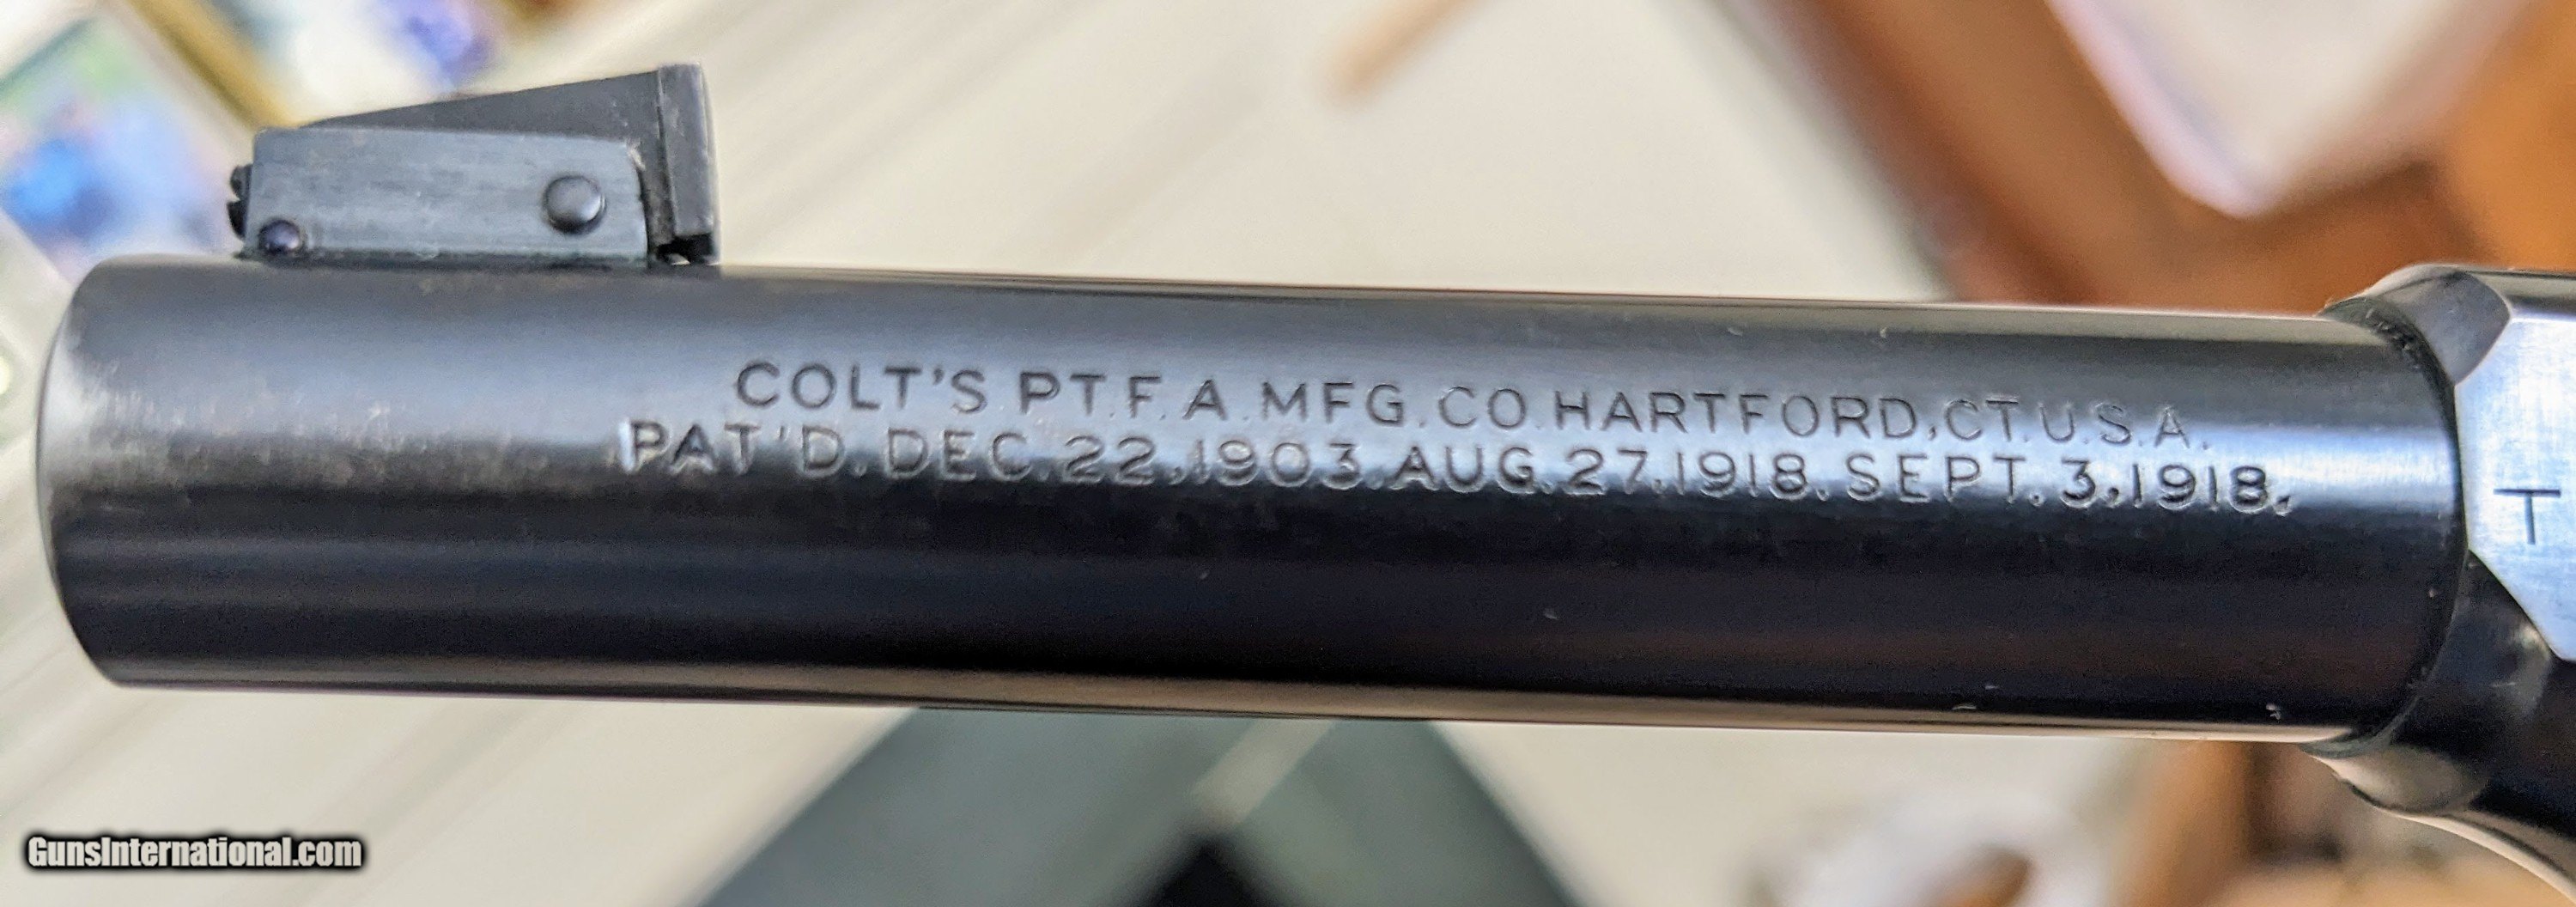 COLT'S PT.F.A.MFG.CO.HARTFORD,CT.U.S.A.
PAT'D.DEC.22,1903.AUG.27,1918.SEPT.3,1918.
T
GunsInternational.com